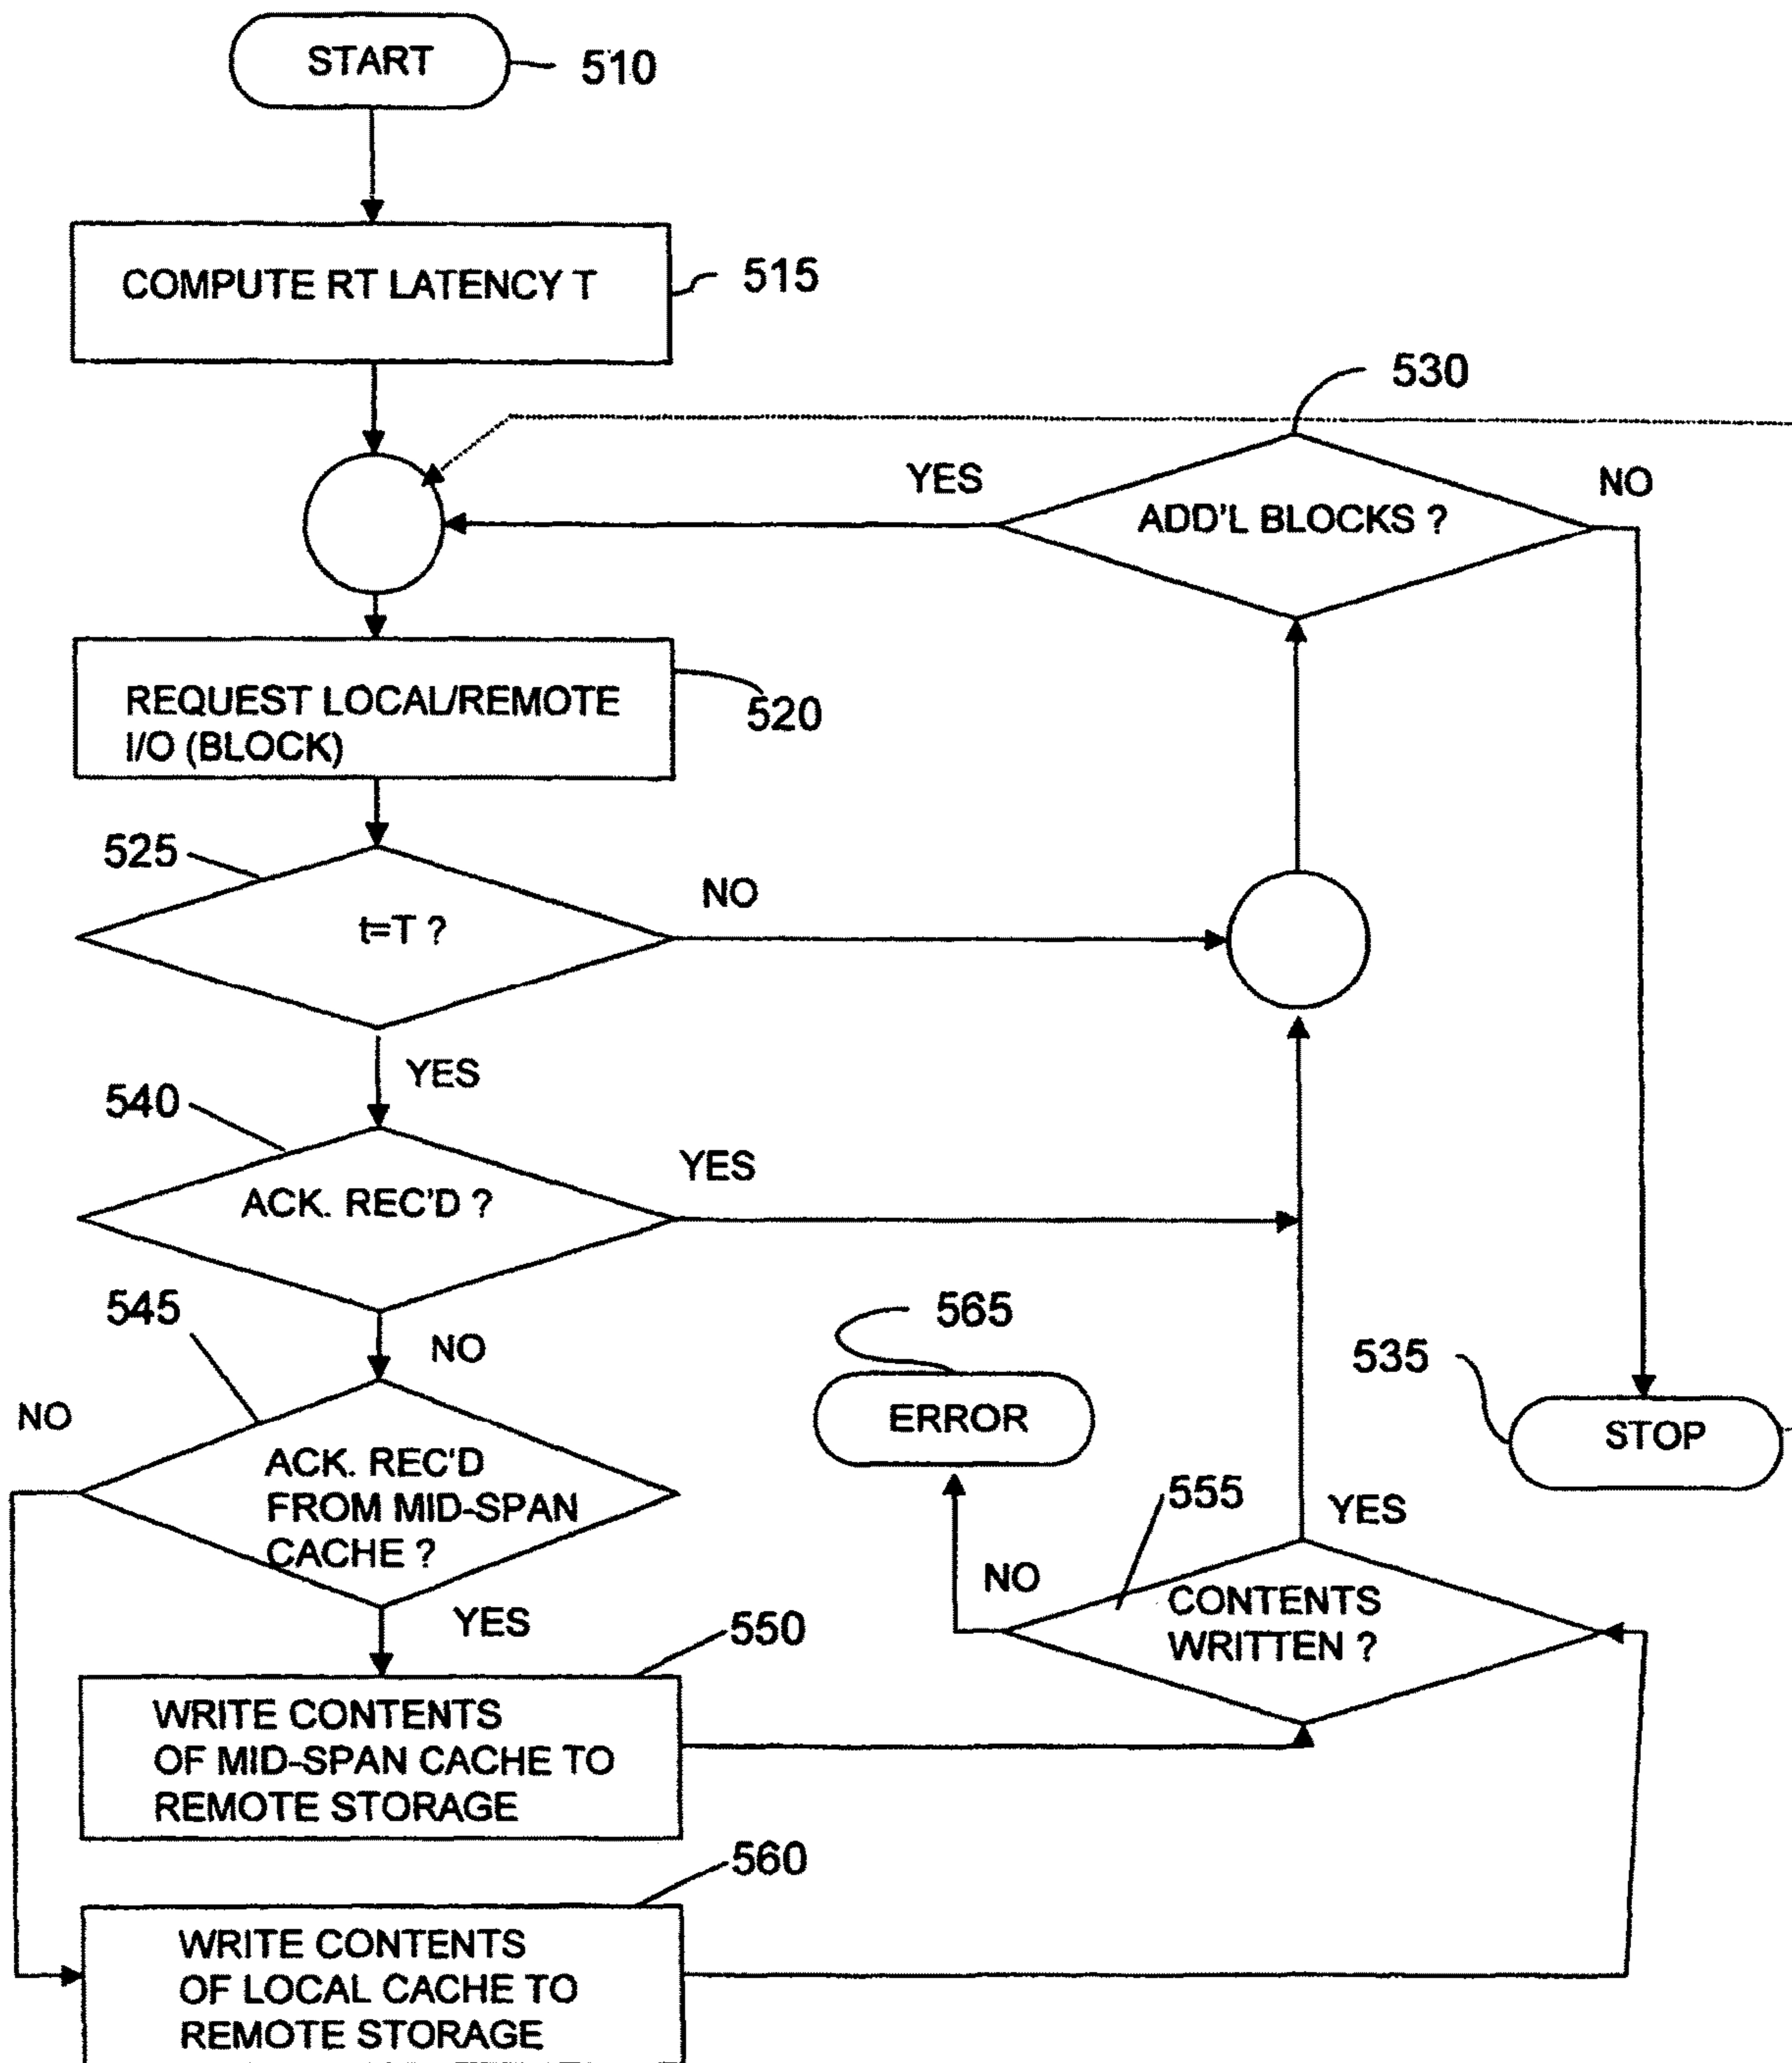 START
510
COMPUTE RT LATENCY T
515
530
YES
NO
ADD'L BLOCKS ?
REQUEST LOCAL/REMOTE
I/O (BLOCK)
520
525
NO
t=T ?
YES
540
YES
ACK. REC'D ?
545
NO
565
535
NO
ERROR
STOP
ACK. REC'D
FROM MID-SPAN
CACHE ?
555
YES
NO
CONTENTS
WRITTEN ?
YES
550
WRITE CONTENTS
OF MID-SPAN CACHE TO
REMOTE STORAGE
560
WRITE CONTENTS
OF LOCAL CACHE TO
REMOTE STORAGE